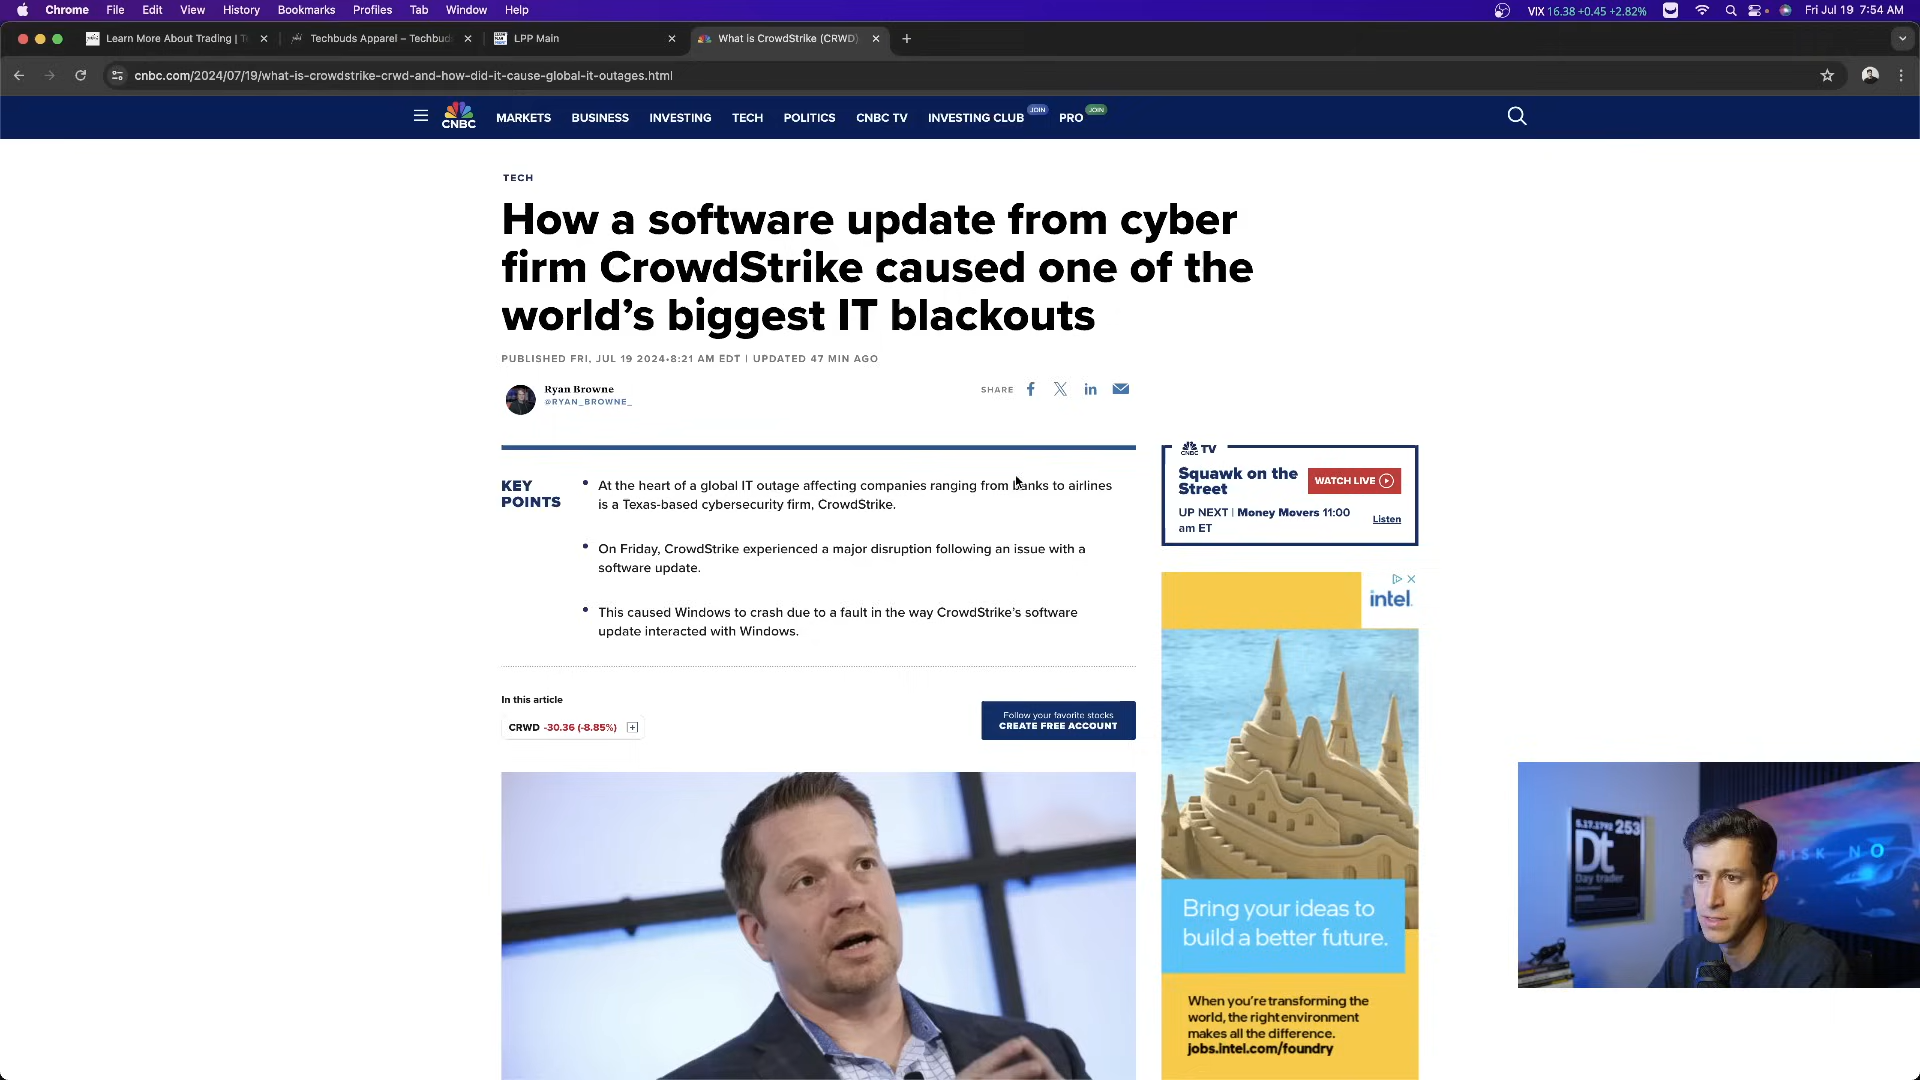 Chrome File Edit View History Bookmarks Profiles Tab Window Help
VIX 16.38 +0.45 +2.82%
Fri Jul 19 7:54 AM
Learn More About Trading | T
Techbuds Apparel – Techbuds
LPP Main
What is CrowdStrike (CRWD)
cnbc.com/2024/07/19/what-is-crowdstrike-crwd-and-how-did-it-cause-global-it-outages.html
CNBC
MARKETS BUSINESS INVESTING TECH POLITICS CNBC TV INVESTING CLUB JOIN PRO JOIN
TECH
How a software update from cyber
firm CrowdStrike caused one of the
world’s biggest IT blackouts
PUBLISHED FRI, JUL 19 2024•8:21 AM EDT | UPDATED 47 MIN AGO
Ryan Browne
@RYAN_BROWNE_
SHARE
KEY
POINTS
At the heart of a global IT outage affecting companies ranging from banks to airlines
is a Texas-based cybersecurity firm, CrowdStrike.
On Friday, CrowdStrike experienced a major disruption following an issue with a
software update.
This caused Windows to crash due to a fault in the way CrowdStrike’s software
update interacted with Windows.
In this article
CRWD -30.36 (-8.85%)
Follow your favorite stocks
CREATE FREE ACCOUNT
CNBC TV
Squawk on the
Street
WATCH LIVE
UP NEXT | Money Movers 11:00
am ET
Listen
intel.
Bring your ideas to
build a better future.
When you’re transforming the
world, the right environment
makes all the difference.
jobs.intel.com/foundry
5.17.1792 253
Dt
Day trader
RISK NO